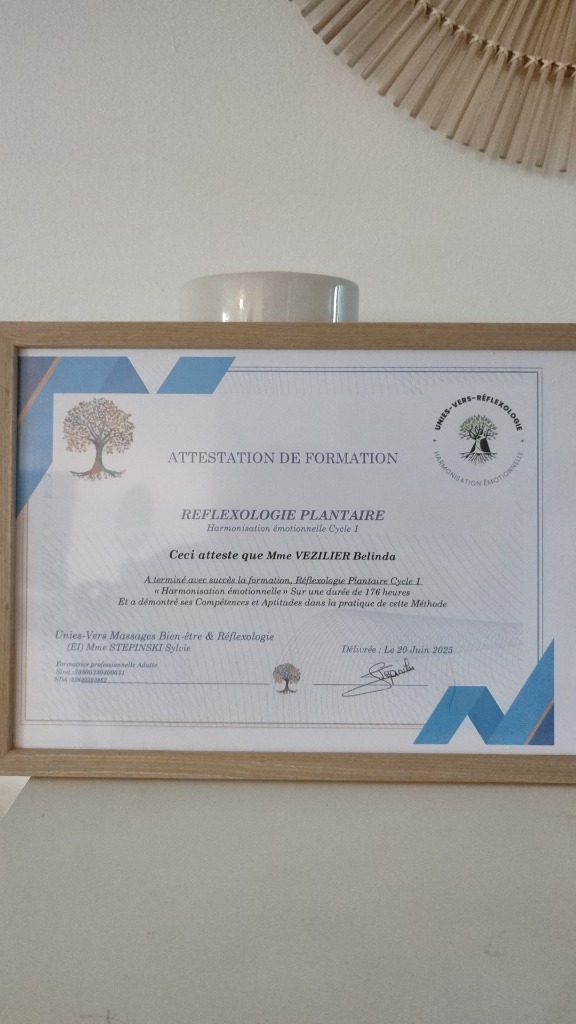 UNIES-VERS-RÉFLEXOLOGIE
HARMONISATION ÉMOTIONNELLE
ATTESTATION DE FORMATION
REFLEXOLOGIE PLANTAIRE
Harmonisation émotionnelle Cycle 1
Ceci atteste que Mme VEZILIER Belinda
A terminé avec succès la formation, Réflexologie Plantaire Cycle 1
« Harmonisation émotionnelle » Sur une durée de 176 heures
Et a démontré ses Compétences et Aptitudes dans la pratique de cette Méthode
Unies-Vers Massages Bien-être & Réflexologie
(EI) Mme STEPINSKI Sylvie
Délivrée : Le 20 Juin 2025
Formatrice professionnelle Adulte
Siret :
NDA :
Stepinski